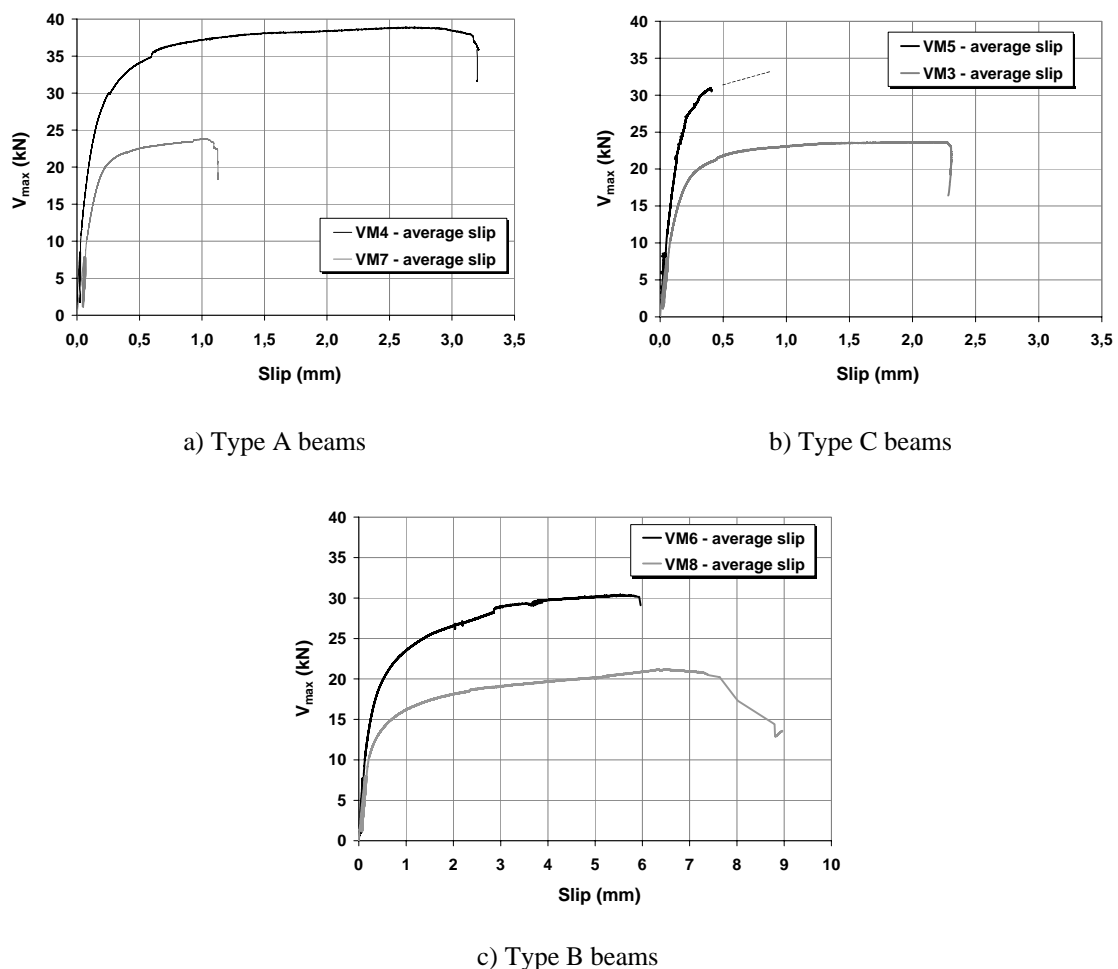 40
35
30
25
20
15
10
5
0
V_max (kN)
VM4 - average slip
VM7 - average slip
0,0 0,5 1,0 1,5 2,0 2,5 3,0 3,5
Slip (mm)
a) Type A beams
40
35
30
25
20
15
10
5
0
V_max (kN)
VM5 - average slip
VM3 - average slip
0,0 0,5 1,0 1,5 2,0 2,5 3,0 3,5
Slip (mm)
b) Type C beams
40
35
30
25
20
15
10
5
0
V_max (kN)
VM6 - average slip
VM8 - average slip
0 1 2 3 4 5 6 7 8 9 10
Slip (mm)
c) Type B beams